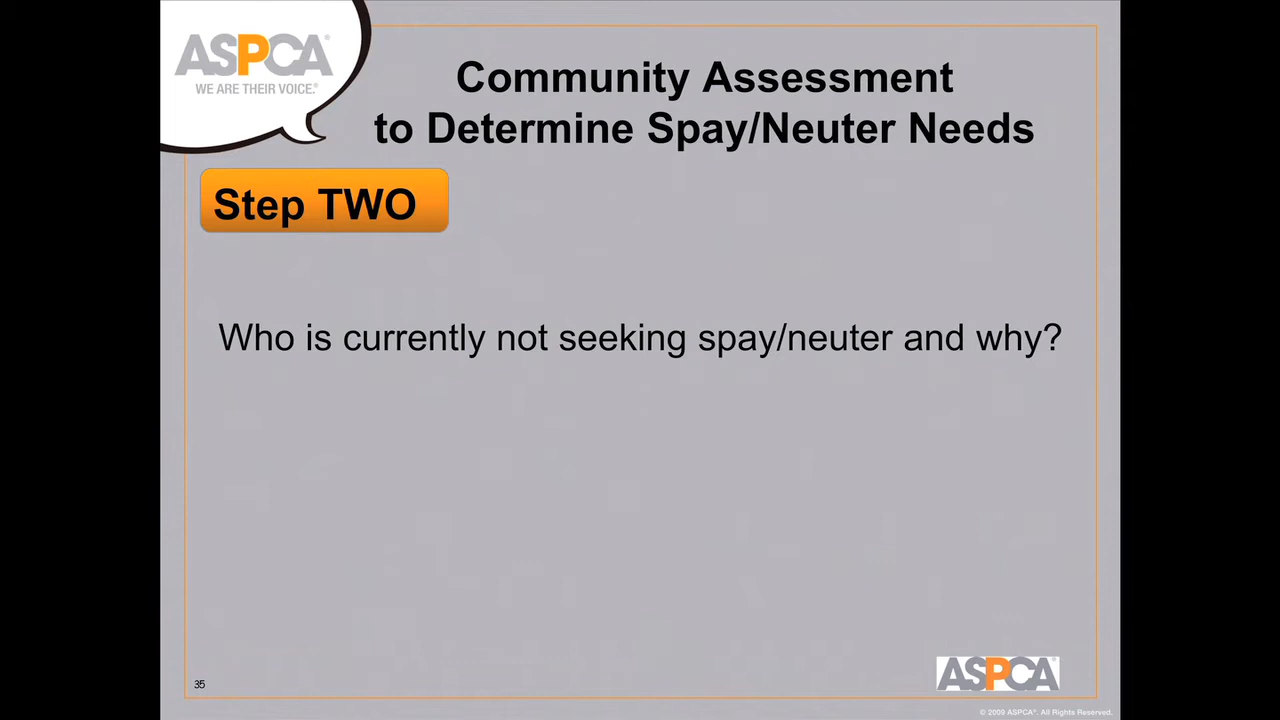 ASPCA®
WE ARE THEIR VOICE.®
Community Assessment
to Determine Spay/Neuter Needs
Step TWO
Who is currently not seeking spay/neuter and why?
35
ASPCA®
© 2009 ASPCA®. All Rights Reserved.